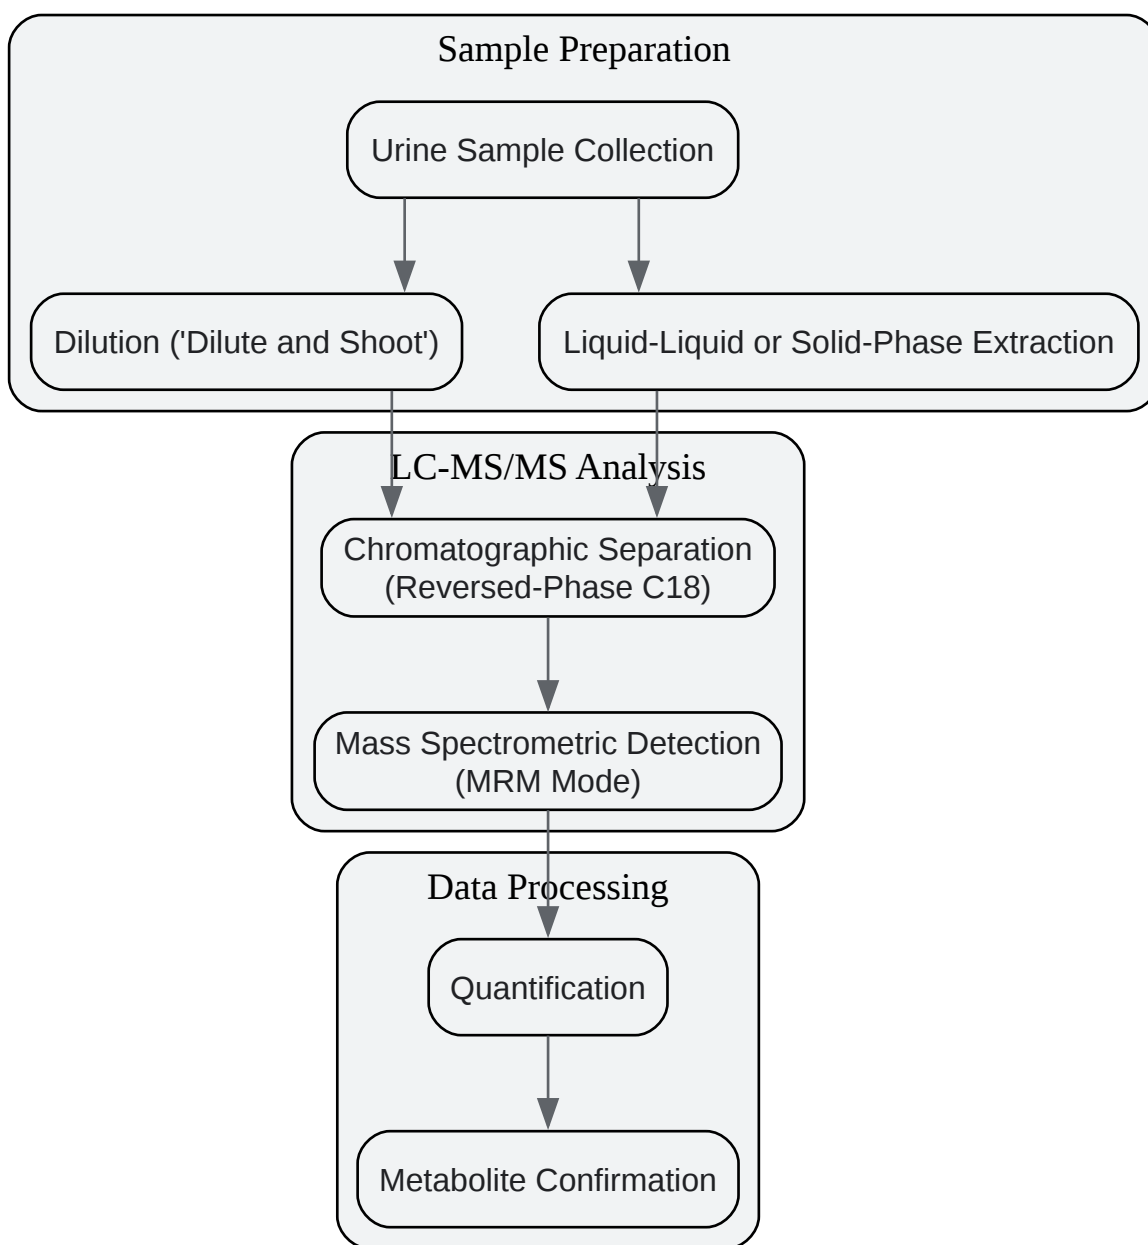 Sample Preparation
Urine Sample Collection
Dilution ('Dilute and Shoot')
Liquid-Liquid or Solid-Phase Extraction
LC-MS/MS Analysis
Chromatographic Separation
(Reversed-Phase C18)
Mass Spectrometric Detection
(MRM Mode)
Data Processing
Quantification
Metabolite Confirmation